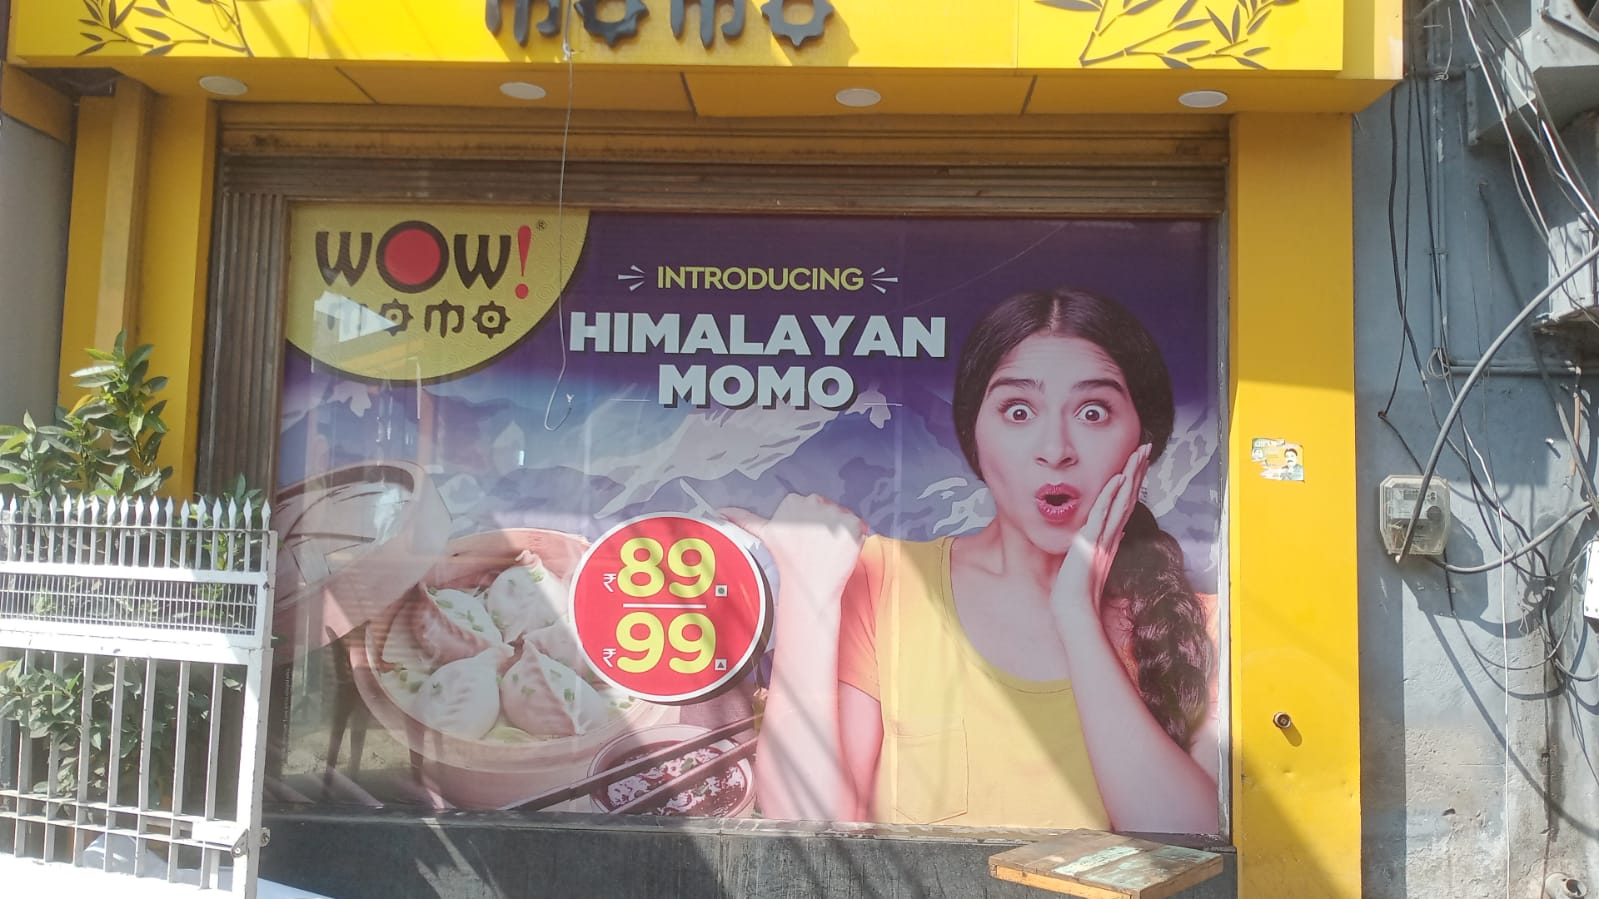 momo
WOW!®
momo
INTRODUCING
HIMALAYAN
MOMO
₹89
₹99